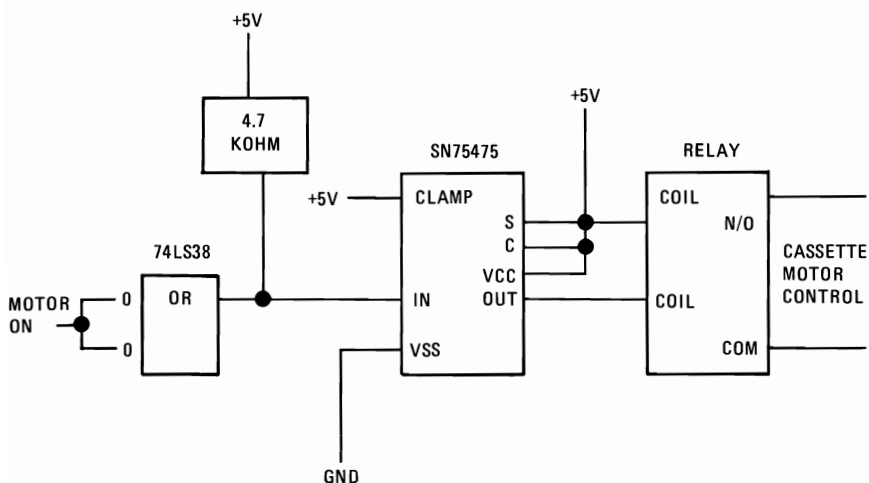 +5V
4.7
KOHM
+5V
SN75475
RELAY
+5V
CLAMP
S
COIL
N/O
C
CASSETTE
MOTOR
CONTROL
74LS38
VCC
MOTOR
ON
0
OR
IN
OUT
COIL
0
VSS
COM
GND